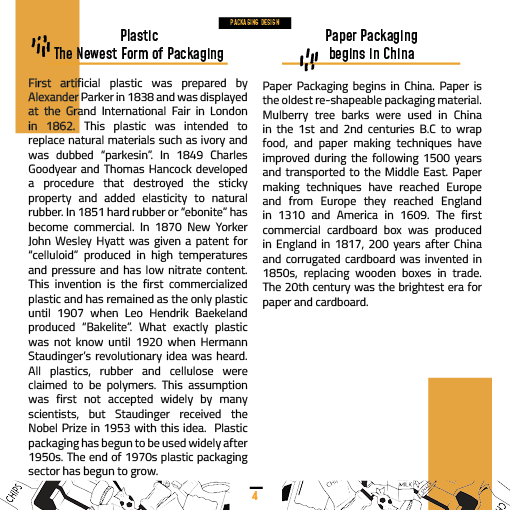 PACKAGING DESIGN
Plastic
The Newest Form of Packaging
First artificial plastic was prepared by
Alexander Parker in 1838 and was displayed
at the Grand International Fair in London
in 1862. This plastic was intended to
replace natural materials such as ivory and
was dubbed “parkesin”. In 1849 Charles
Goodyear and Thomas Hancock developed
a procedure that destroyed the sticky
property and added elasticity to natural
rubber. In 1851 hard rubber or “ebonite” has
become commercial. In 1870 New Yorker
John Wesley Hyatt was given a patent for
“celluloid” produced in high temperatures
and pressure and has low nitrate content.
This invention is the first commercialized
plastic and has remained as the only plastic
until 1907 when Leo Hendrik Baekeland
produced “Bakelite”. What exactly plastic
was not know until 1920 when Hermann
Staudinger’s revolutionary idea was heard.
All plastics, rubber and cellulose were
claimed to be polymers. This assumption
was first not accepted widely by many
scientists, but Staudinger received the
Nobel Prize in 1953 with this idea. Plastic
packaging has begun to be used widely after
1950s. The end of 1970s plastic packaging
sector has begun to grow.
Paper Packaging
begins in China
Paper Packaging begins in China. Paper is
the oldest re-shapeable packaging material.
Mulberry tree barks were used in China
in the 1st and 2nd centuries B.C to wrap
food, and paper making techniques have
improved during the following 1500 years
and transported to the Middle East. Paper
making techniques have reached Europe
and from Europe they reached England
in 1310 and America in 1609. The first
commercial cardboard box was produced
in England in 1817, 200 years after China
and corrugated cardboard was invented in
1850s, replacing wooden boxes in trade.
The 20th century was the brightest era for
paper and cardboard.
CHIPS
4
MILK